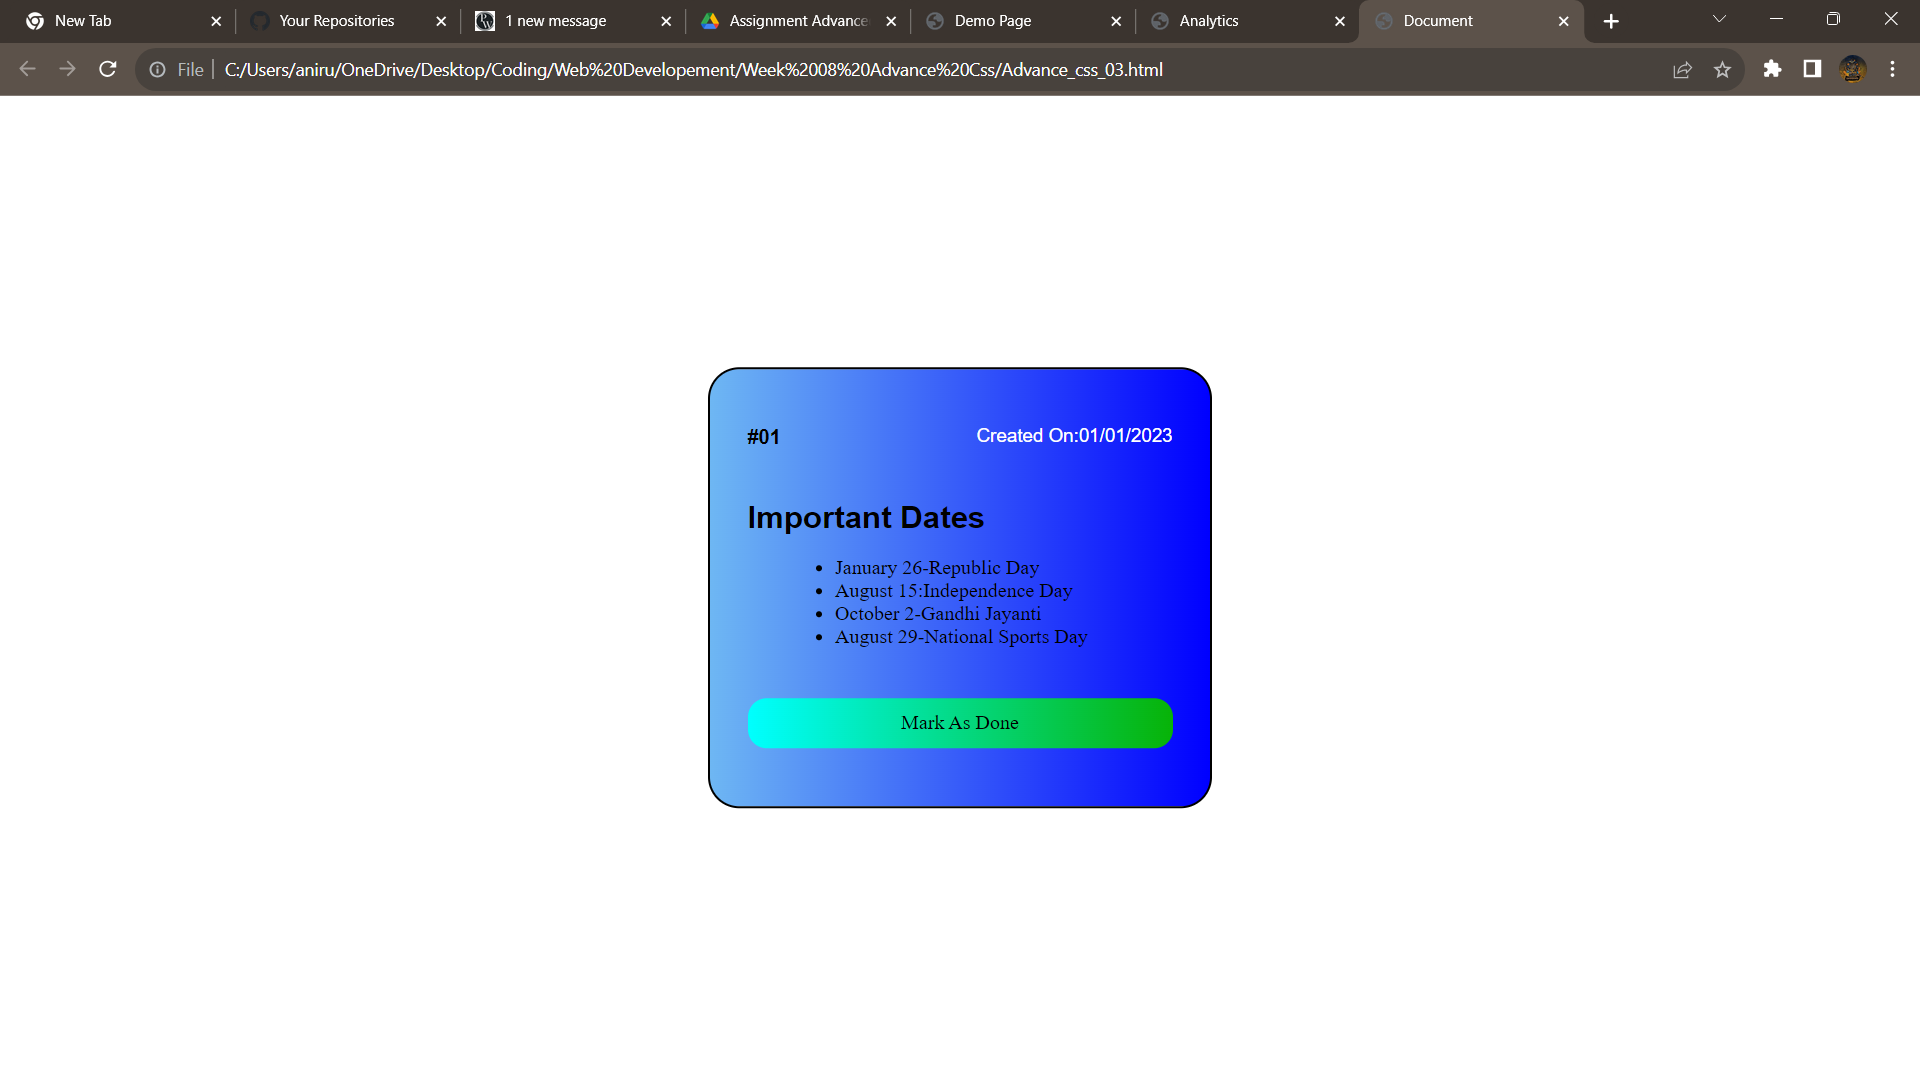 New Tab
Your Repositories
1 new message
Assignment Advance
Demo Page
Analytics
Document
File
C:/Users/aniru/OneDrive/Desktop/Coding/Web%20Developement/Week%2008%20Advance%20Css/Advance_css_03.html
#01
Created On:01/01/2023
Important Dates
• January 26-Republic Day
• August 15:Independence Day
• October 2-Gandhi Jayanti
• August 29-National Sports Day
Mark As Done